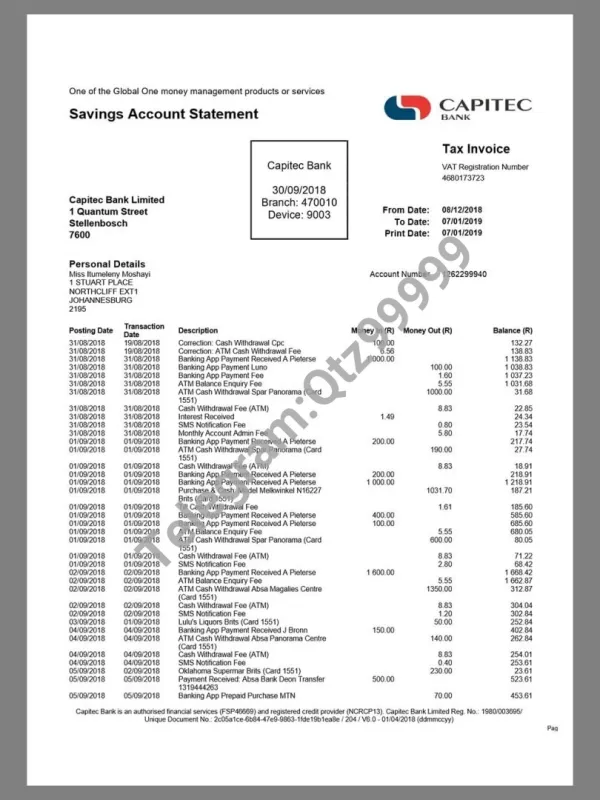 One of the Global One money management products or services
Savings Account Statement
CAPITEC
BANK
Capitec Bank
30/09/2018
Branch: 470010
Device: 9003
Tax Invoice
VAT Registration Number
4680173723
Capitec Bank Limited
1 Quantum Street
Stellenbosch
7600
From Date: 08/12/2018
To Date: 07/01/2019
Print Date: 07/01/2019
Personal Details
Miss Itumeleng Moshayi
1 STUART PLACE
NORTHCLIFF EXT1
JOHANNESBURG
2195
Account Number 1262299940
Posting Date Transaction Date Description Money In (R) Money Out (R) Balance (R)
31/08/2018 19/08/2018 Correction: Cash Withdrawal Cpc 100.00 132.27
31/08/2018 19/08/2018 Correction: ATM Cash Withdrawal Fee 6.56 138.83
31/08/2018 31/08/2018 Banking App Payment Received A Pieterse 1 000.00 1 138.83
31/08/2018 31/08/2018 Banking App Payment Luno 100.00 1 038.83
31/08/2018 31/08/2018 Banking App Payment Fee 1.60 1 037.23
31/08/2018 31/08/2018 ATM Balance Enquiry Fee 5.55 1 031.68
31/08/2018 31/08/2018 ATM Cash Withdrawal Spar Panorama (Card 1000.00 31.68
1551)
31/08/2018 31/08/2018 Cash Withdrawal Fee (ATM) 8.83 22.85
31/08/2018 31/08/2018 Interest Received 1.49 24.34
31/08/2018 31/08/2018 SMS Notification Fee 0.80 23.54
31/08/2018 31/08/2018 Monthly Account Admin Fee 5.80 17.74
01/09/2018 01/09/2018 Banking App Payment Received A Pieterse 200.00 217.74
01/09/2018 01/09/2018 ATM Cash Withdrawal Spar Panorama (Card 190.00 27.74
1551)
01/09/2018 01/09/2018 Cash Withdrawal Fee (ATM) 8.83 18.91
01/09/2018 01/09/2018 Banking App Payment Received A Pieterse 200.00 218.91
01/09/2018 01/09/2018 Banking App Payment Received A Pieterse 1 000.00 1 218.91
01/09/2018 01/09/2018 Purchase & Cash Model Melkwinkel N16227 1031.70 187.21
Brits (Card 1551)
01/09/2018 01/09/2018 Till Cash Withdrawal Fee 1.61 185.60
01/09/2018 01/09/2018 Banking App Payment Received A Pieterse 400.00 585.60
01/09/2018 01/09/2018 Banking App Payment Received A Pieterse 100.00 685.60
01/09/2018 01/09/2018 ATM Balance Enquiry Fee 5.55 680.05
01/09/2018 01/09/2018 ATM Cash Withdrawal Spar Panorama (Card 600.00 80.05
1551)
01/09/2018 01/09/2018 Cash Withdrawal Fee (ATM) 8.83 71.22
01/09/2018 01/09/2018 SMS Notification Fee 2.80 68.42
02/09/2018 02/09/2018 Banking App Payment Received A Pieterse 1 600.00 1 668.42
02/09/2018 02/09/2018 ATM Balance Enquiry Fee 5.55 1 662.87
02/09/2018 02/09/2018 ATM Cash Withdrawal Absa Magalies Centre 1350.00 312.87
(Card 1551)
02/09/2018 02/09/2018 Cash Withdrawal Fee (ATM) 8.83 304.04
02/09/2018 02/09/2018 SMS Notification Fee 1.20 302.84
03/09/2018 01/09/2018 Lulu's Liquors Brits (Card 1551) 50.00 252.84
04/09/2018 04/09/2018 Banking App Payment Received J Bronn 150.00 402.84
04/09/2018 04/09/2018 ATM Cash Withdrawal Absa Panorama Centre 140.00 262.84
(Card 1551)
04/09/2018 04/09/2018 Cash Withdrawal Fee (ATM) 8.83 254.01
04/09/2018 04/09/2018 SMS Notification Fee 0.40 253.61
05/09/2018 02/09/2018 Oklahoma Supermar Brits (Card 1551) 230.00 23.61
05/09/2018 05/09/2018 Payment Received: Absa Bank Deon Transfer 500.00 523.61
1319444263
05/09/2018 05/09/2018 Banking App Prepaid Purchase MTN 70.00 453.61
Capitec Bank is an authorised financial services (FSP46669) and registered credit provider (NCRCP13). Capitec Bank Limited Reg. No.: 1980/003695/
Unique Document No.: 2c05a1ce-6b84-47e9-9863-1fde19b1ea8e / 204 / V6.0 - 01/04/2018 (ddmmccyy)
Pag
Telegram:Qtz99999